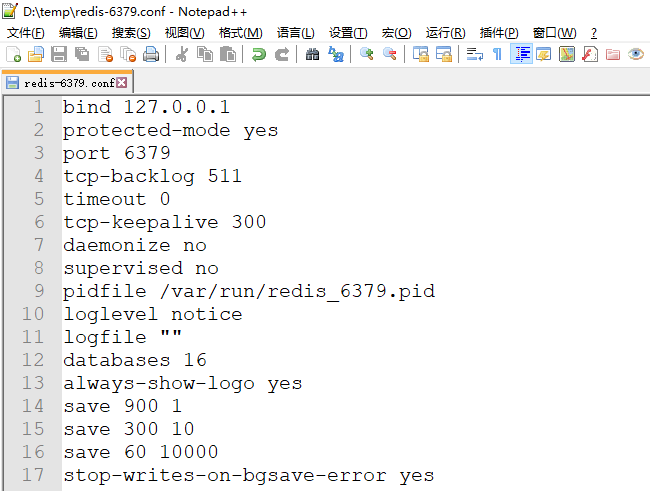 D:\temp\redis-6379.conf - Notepad++
文件(F) 编辑(E) 搜索(S) 视图(V) 格式(M) 语言(L) 设置(T) 宏(O) 运行(R) 插件(P) 窗口(W) ?
redis-6379.conf
1 bind 127.0.0.1
2 protected-mode yes
3 port 6379
4 tcp-backlog 511
5 timeout 0
6 tcp-keepalive 300
7 daemonize no
8 supervised no
9 pidfile /var/run/redis_6379.pid
10 loglevel notice
11 logfile ""
12 databases 16
13 always-show-logo yes
14 save 900 1
15 save 300 10
16 save 60 10000
17 stop-writes-on-bgsave-error yes